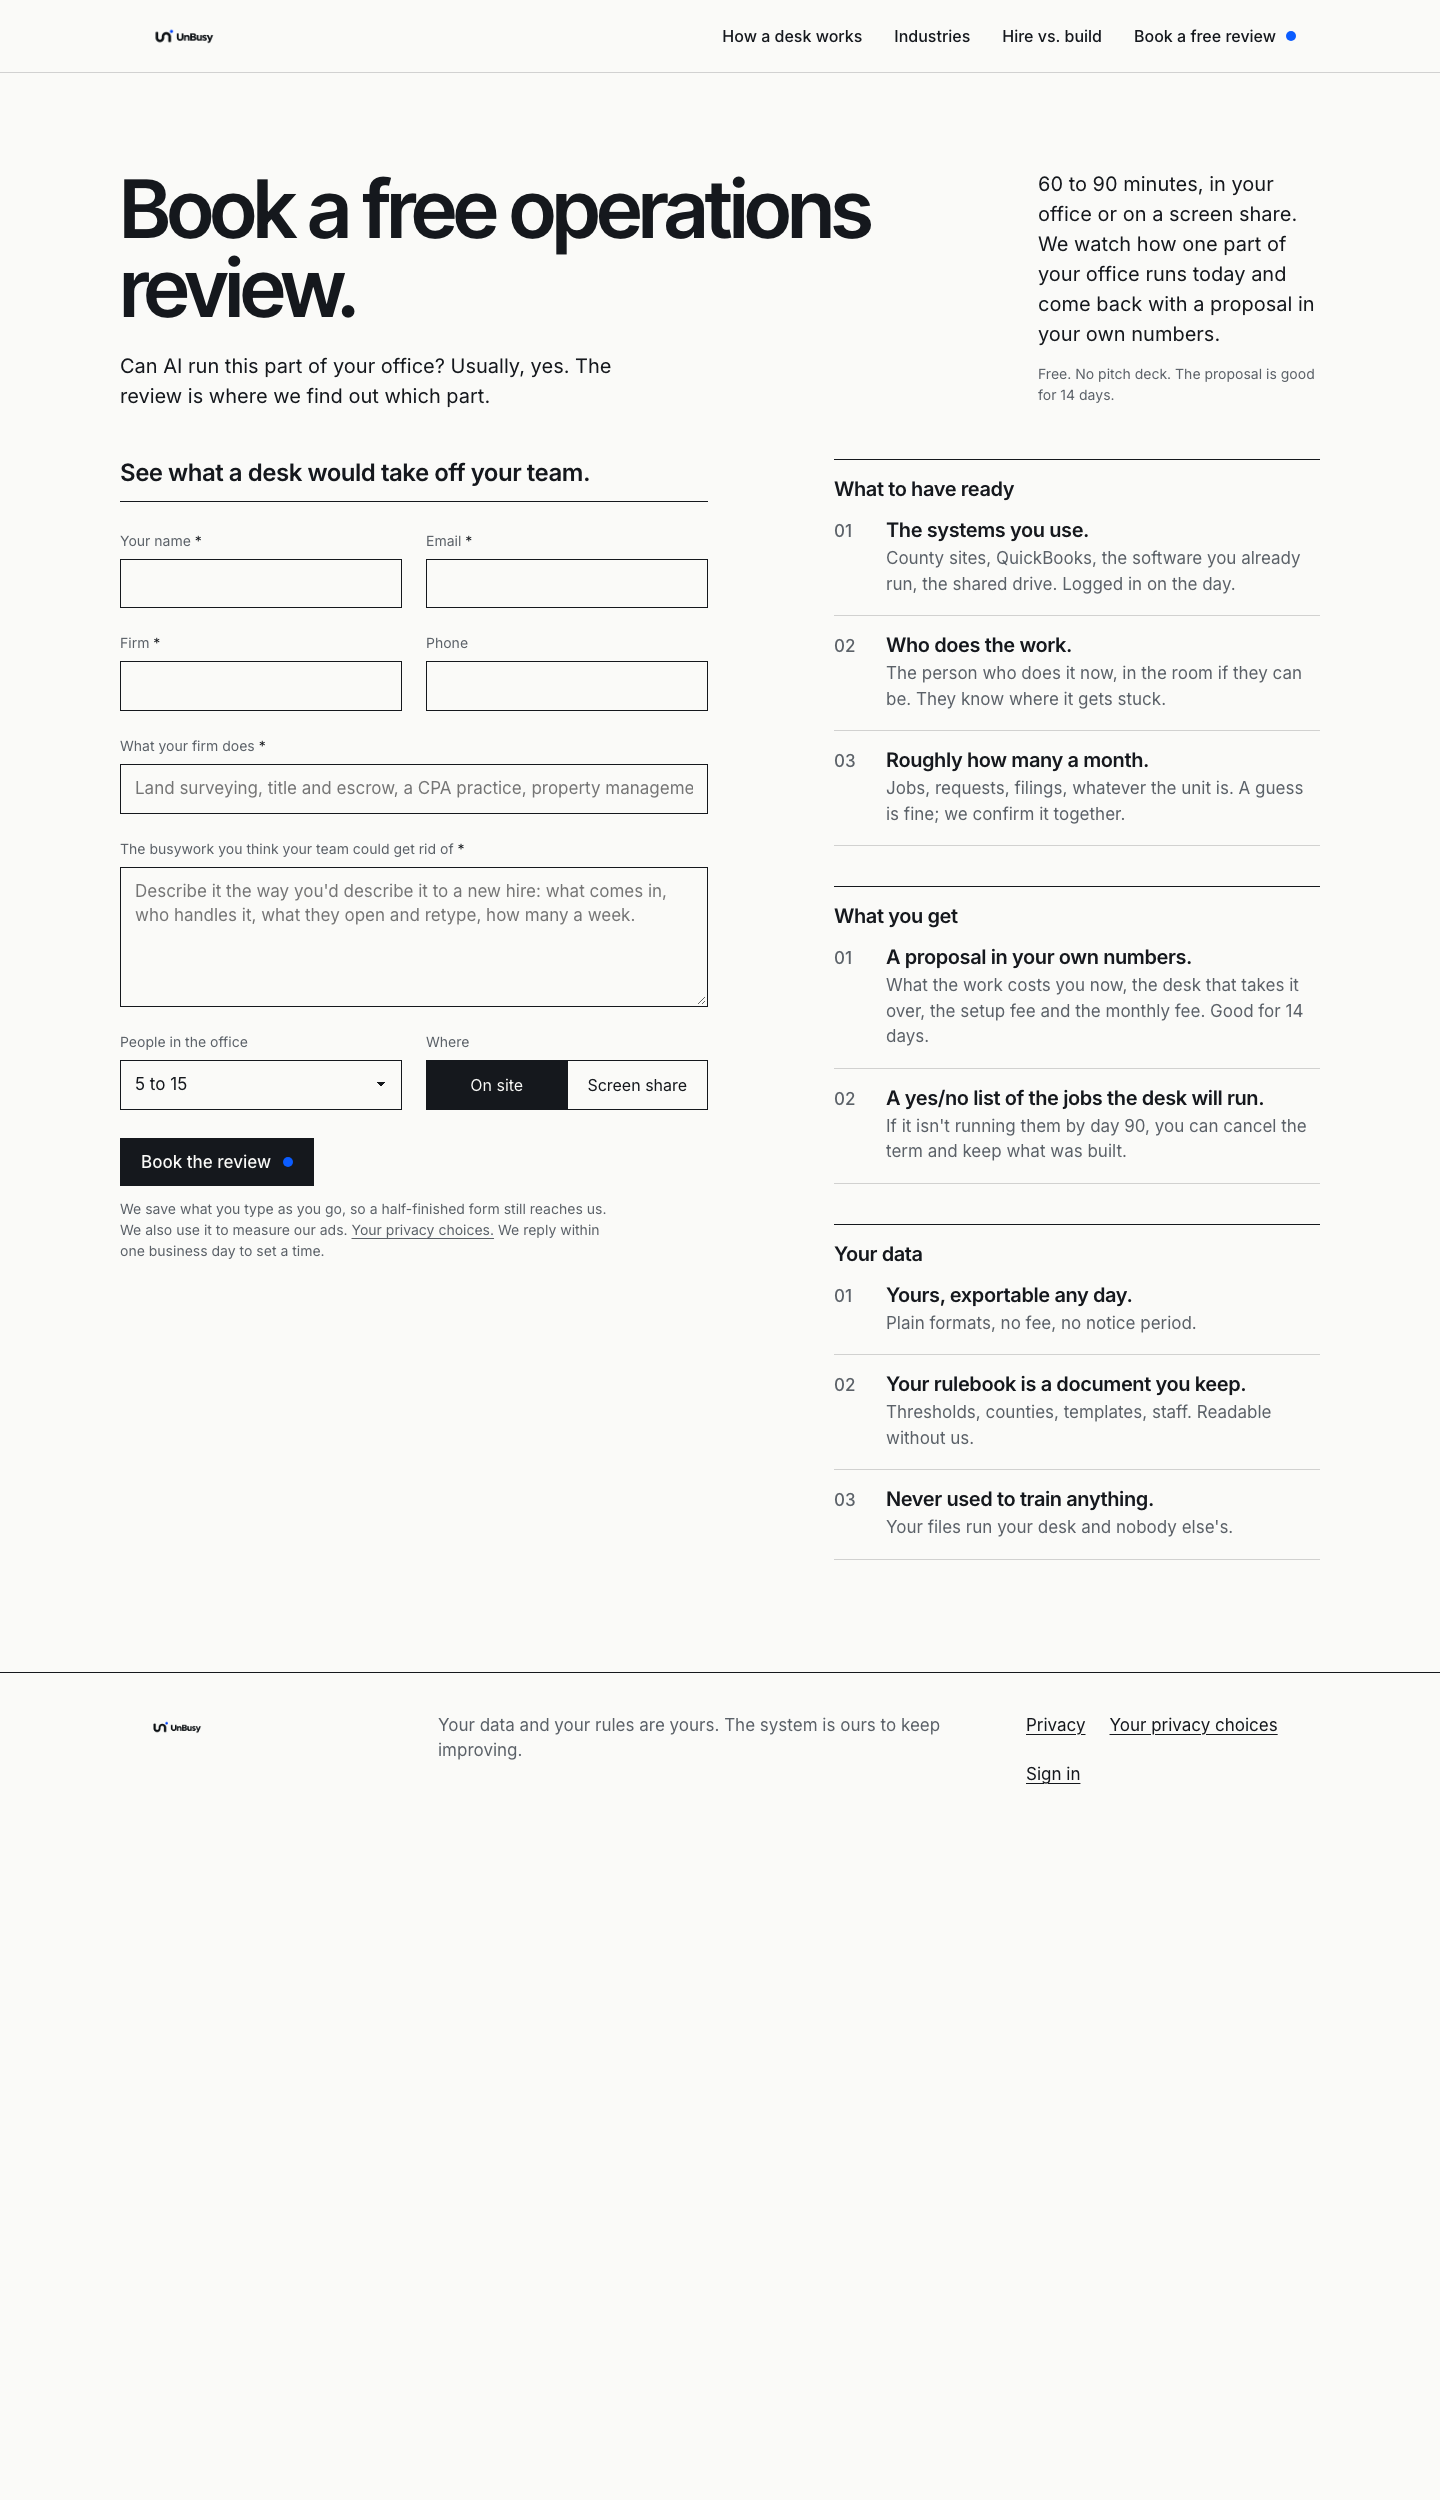 UnBusy
How a desk works
Industries
Hire vs. build
Book a free review
Book a free operations
review.
Can AI run this part of your office? Usually, yes. The
review is where we find out which part.
60 to 90 minutes, in your
office or on a screen share.
We watch how one part of
your office runs today and
come back with a proposal in
your own numbers.
Free. No pitch deck. The proposal is good
for 14 days.
See what a desk would take off your team.
Your name *
Email *
Firm *
Phone
What your firm does *
Land surveying, title and escrow, a CPA practice, property manageme
The busywork you think your team could get rid of *
Describe it the way you'd describe it to a new hire: what comes in,
who handles it, what they open and retype, how many a week.
People in the office
Where
5 to 15
On site
Screen share
Book the review
We save what you type as you go, so a half-finished form still reaches us.
We also use it to measure our ads. Your privacy choices. We reply within
one business day to set a time.
What to have ready
01 The systems you use.
County sites, QuickBooks, the software you already
run, the shared drive. Logged in on the day.
02 Who does the work.
The person who does it now, in the room if they can
be. They know where it gets stuck.
03 Roughly how many a month.
Jobs, requests, filings, whatever the unit is. A guess
is fine; we confirm it together.
What you get
01 A proposal in your own numbers.
What the work costs you now, the desk that takes it
over, the setup fee and the monthly fee. Good for 14
days.
02 A yes/no list of the jobs the desk will run.
If it isn't running them by day 90, you can cancel the
term and keep what was built.
Your data
01 Yours, exportable any day.
Plain formats, no fee, no notice period.
02 Your rulebook is a document you keep.
Thresholds, counties, templates, staff. Readable
without us.
03 Never used to train anything.
Your files run your desk and nobody else's.
UnBusy
Your data and your rules are yours. The system is ours to keep
improving.
Privacy
Your privacy choices
Sign in